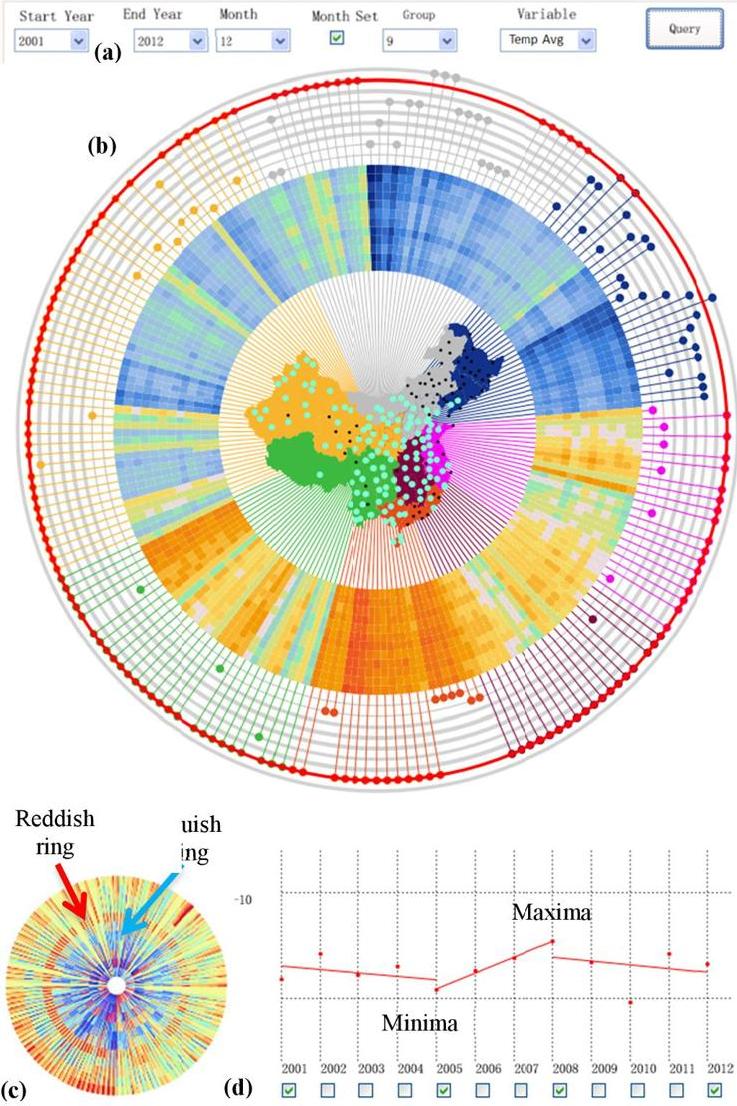 Start Year End Year Month Month Set Group Variable
2001 2012 12 9 Temp Avg Query
(a)
(b)
Reddish
ring
uish
ing
-10
Maxima
Minima
2001 2002 2003 2004 2005 2006 2007 2008 2009 2010 2011 2012
(c) (d)